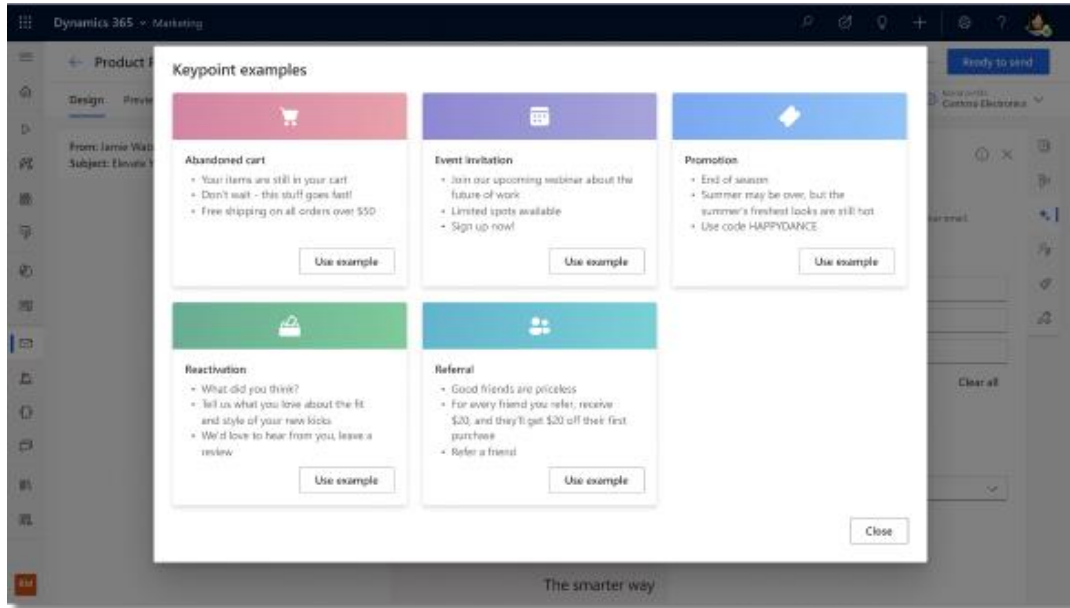 Dynamics 365
Marketing
Product
Ready to send
Keypoint examples
Design
From: Jamie
Subject: Elevate
Abandoned cart
• Your items are still in your cart
• Don't wait - this stuff goes fast!
• Free shipping on all orders over $50
Use example
Event invitation
• Join our upcoming webinar about the
future of work
• Limited spots available
• Sign up now!
Use example
Promotion
• End of season
• Summer may be over, but the
summer's freshest looks are still hot
• Use code HAPPYDANCE
Use example
Reactivation
• What did you think?
• Tell us what you love about the fit
and style of your new kicks
• We'd love to hear from you, leave a
review
Use example
Referral
• Good friends are priceless
• For every friend you refer, receive
$20, and they'll get $20 off their first
purchase
• Refer a friend
Use example
Clear all
Close
The smarter way